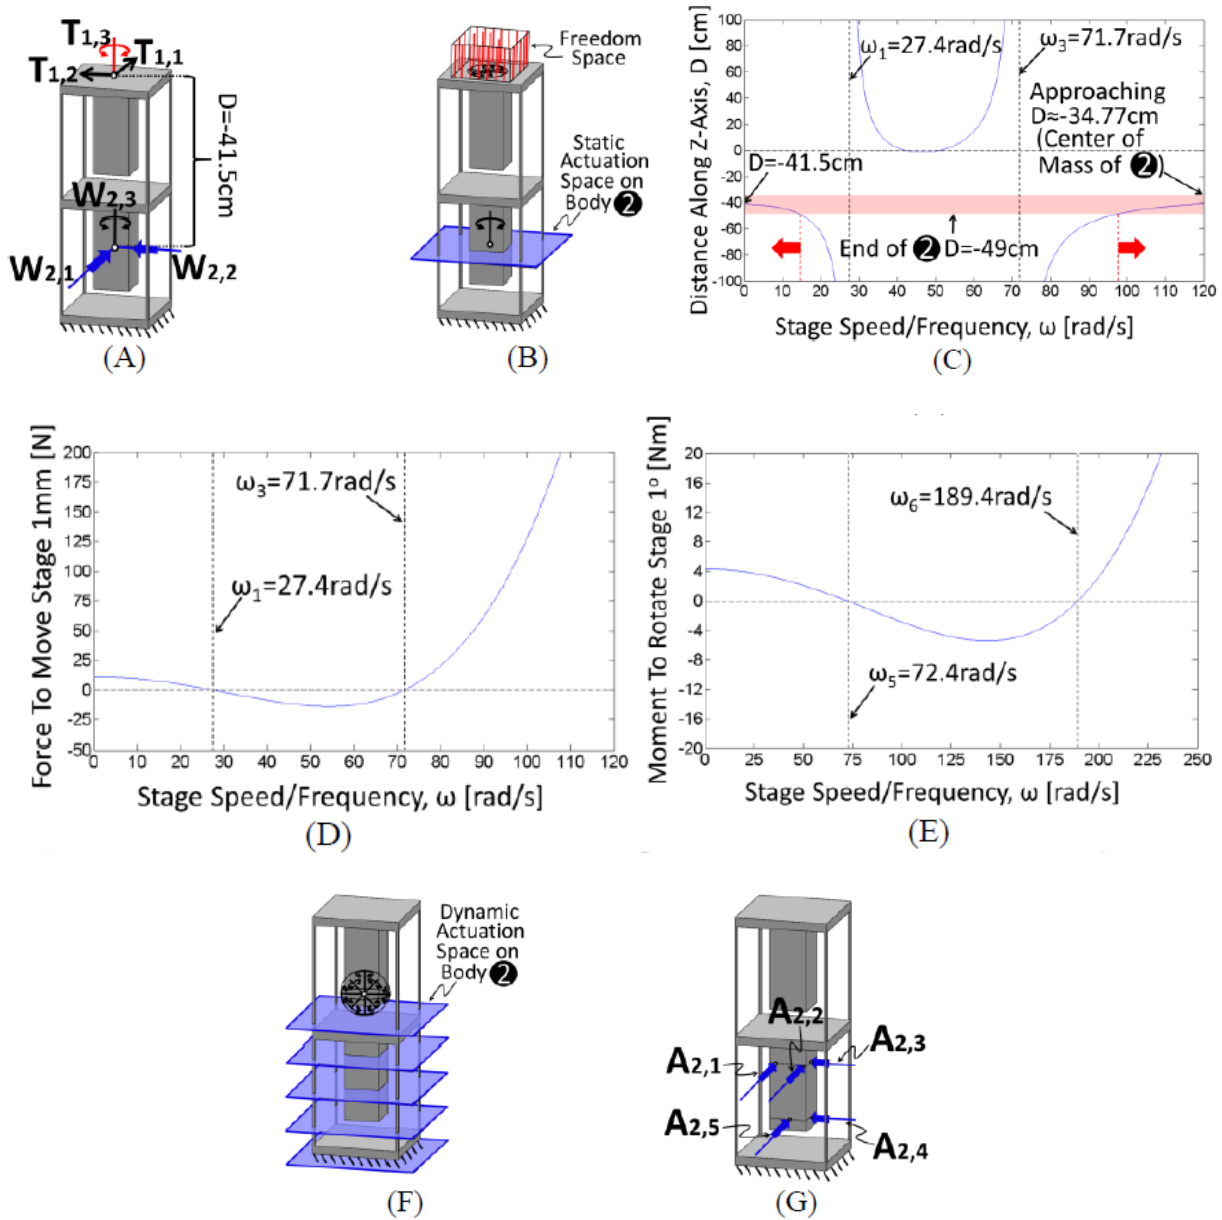 T1,3
T1,1
T1,2
D=-41.5cm
W2,3
W2,1
W2,2
(A)
Freedom
Space
Static
Actuation
Space on
Body 2
(B)
Distance Along Z-Axis, D [cm]
100
80
60
40
20
0
-20
-40
-60
-80
-100
ω1=27.4rad/s
ω3=71.7rad/s
Approaching
D≈-34.77cm
(Center of
Mass of 2)
D=-41.5cm
End of 2 D=-49cm
0 10 20 30 40 50 60 70 80 90 100 110 120
Stage Speed/Frequency, ω [rad/s]
(C)
Force To Move Stage 1mm [N]
200
175
150
125
100
75
50
25
0
-25
-50
ω3=71.7rad/s
ω1=27.4rad/s
0 10 20 30 40 50 60 70 80 90 100 110 120
Stage Speed/Frequency, ω [rad/s]
(D)
Moment To Rotate Stage 1° [Nm]
20
16
12
8
4
0
-4
-8
-12
-16
-20
ω6=189.4rad/s
ω5=72.4rad/s
0 25 50 75 100 125 150 175 200 225 250
Stage Speed/Frequency, ω [rad/s]
(E)
Dynamic
Actuation
Space on
Body 2
(F)
A2,2
A2,3
A2,1
A2,5
A2,4
(G)